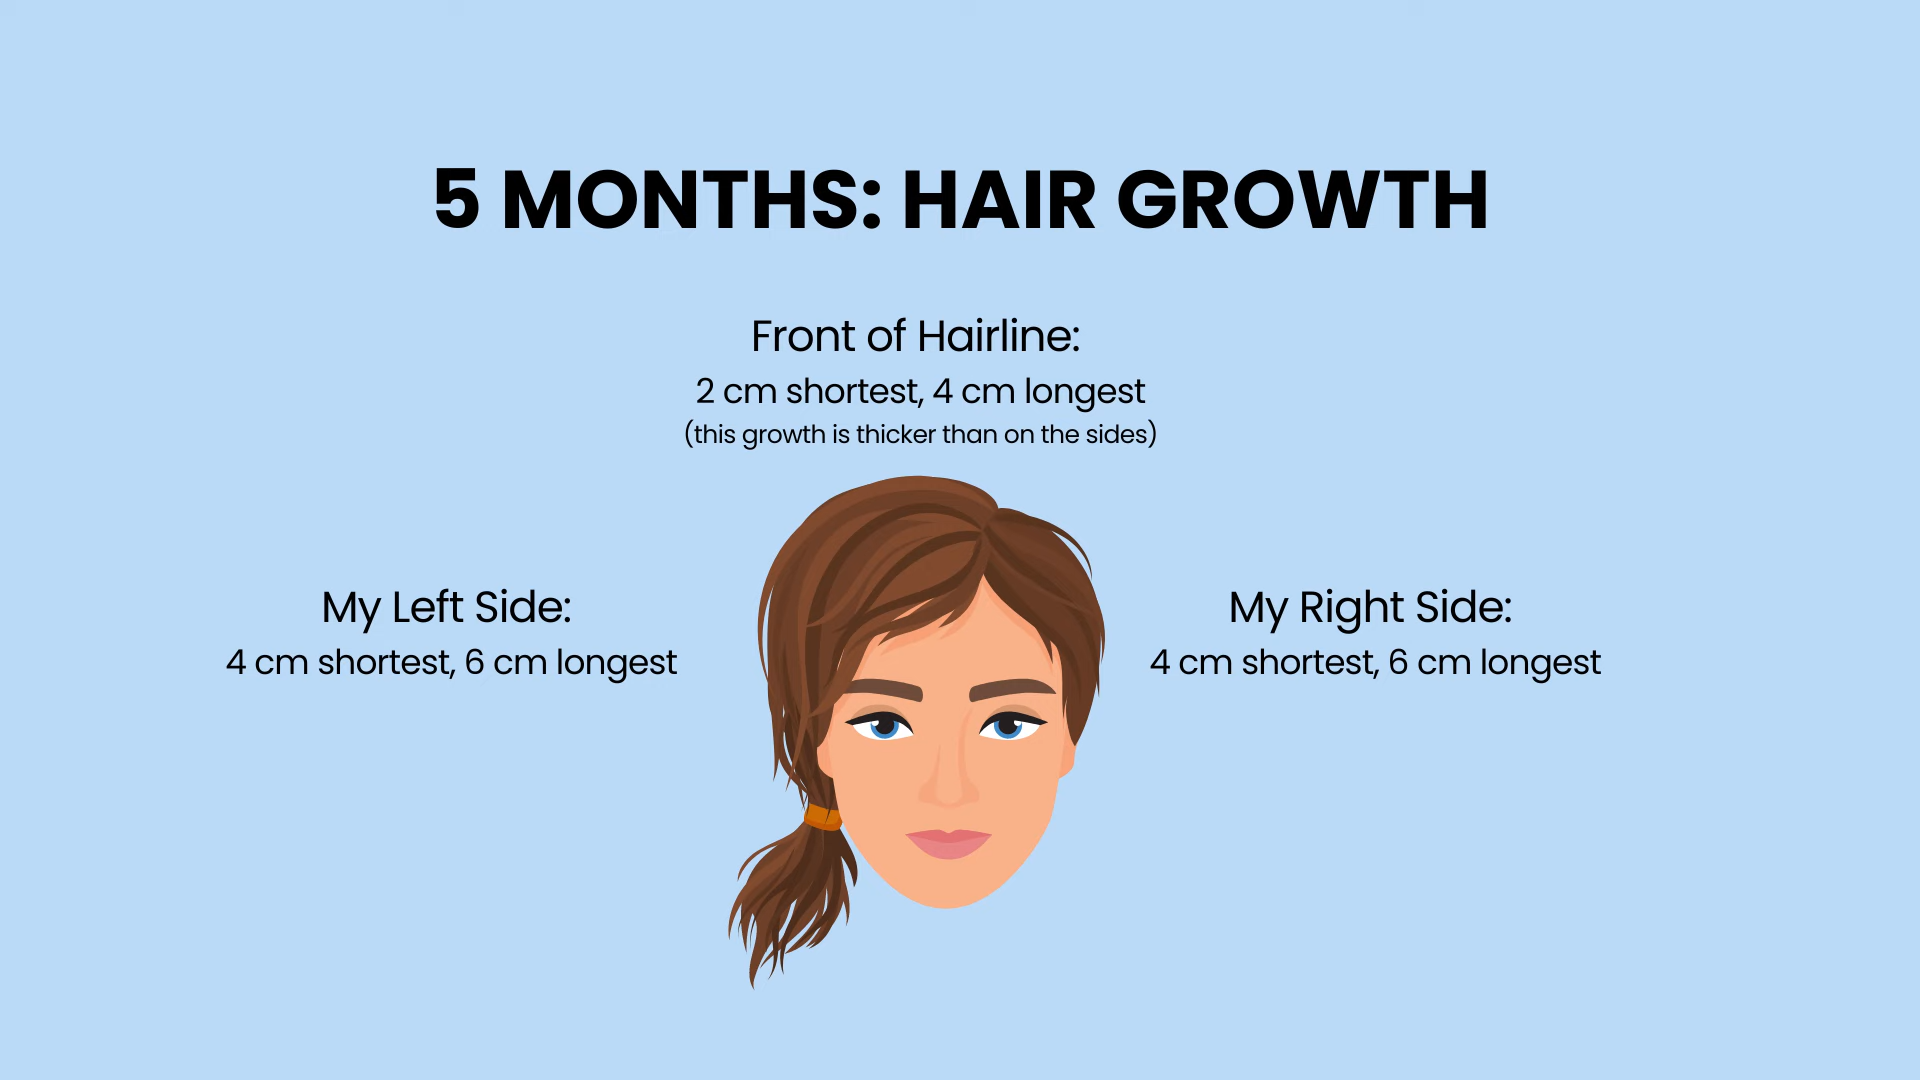 5 MONTHS: HAIR GROWTH
Front of Hairline:
2 cm shortest, 4 cm longest
(this growth is thicker than on the sides)
My Left Side:
4 cm shortest, 6 cm longest
My Right Side:
4 cm shortest, 6 cm longest